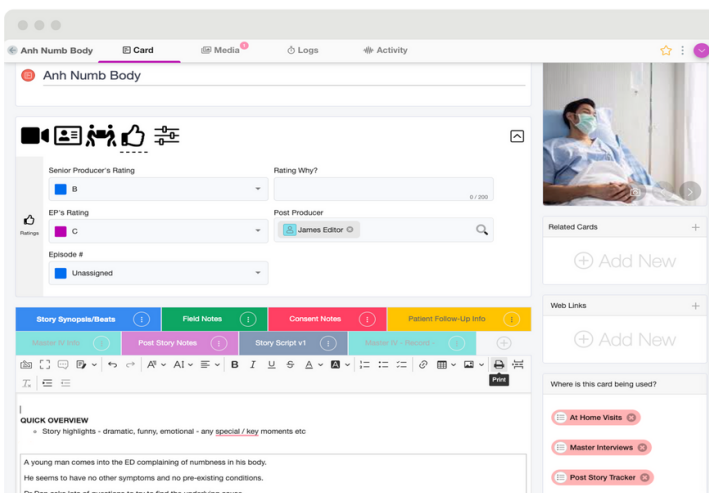 Anh Numb Body
Card
Media
Logs
Activity
Anh Numb Body
Senior Producer's Rating
Rating Why?
B
0 / 200
EP's Rating
Post Producer
C
James Editor
Ratings
Episode #
Unassigned
Related Cards
Add New
Story Synopsis/Beats
Field Notes
Consent Notes
Patient Follow-Up Info
Web Links
Master IV Info
Post Story Notes
Story Script v1
Master IV - Record -
Add New
Print
Where is this card being used?
QUICK OVERVIEW
Story highlights - dramatic, funny, emotional - any special / key moments etc
At Home Visits
Master Interviews
A young man comes into the ED complaining of numbness in his body.
He seems to have no other symptoms and no pre-existing conditions.
Post Story Tracker